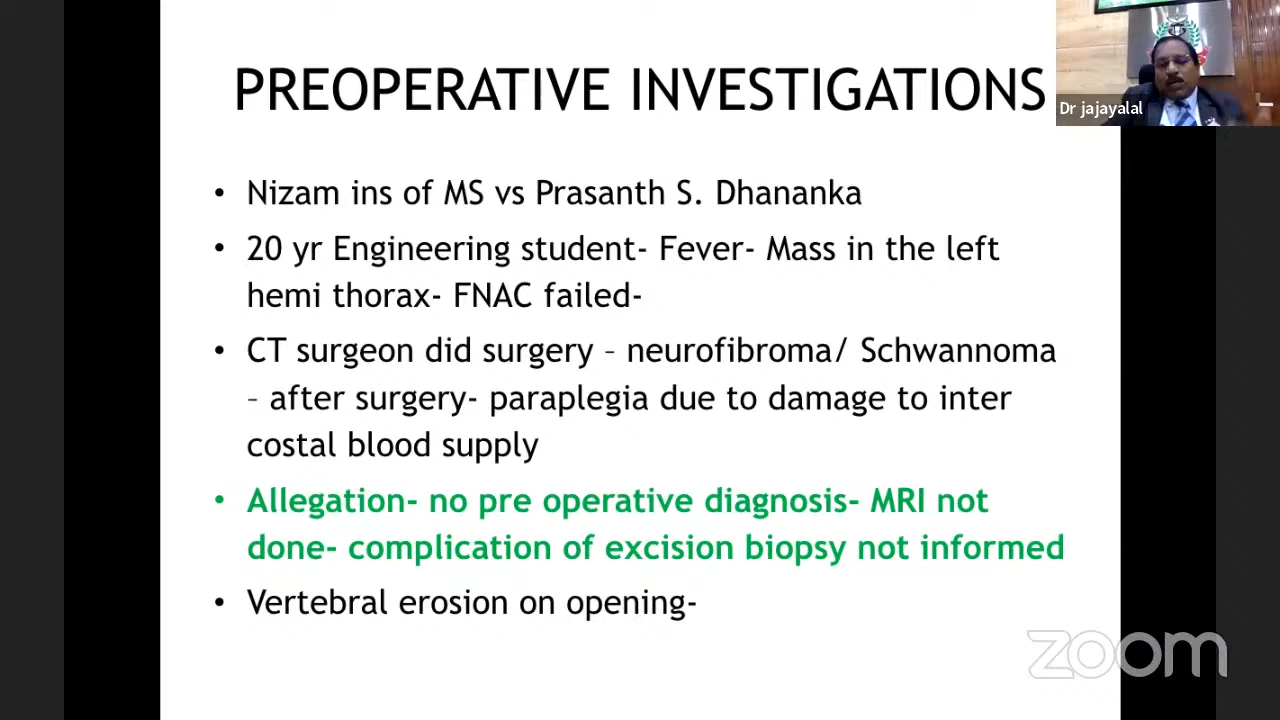 PREOPERATIVE INVESTIGATIONS
Dr jajayalal
• Nizam ins of MS vs Prasanth S. Dhananka
• 20 yr Engineering student- Fever- Mass in the left
hemi thorax- FNAC failed-
• CT surgeon did surgery – neurofibroma/ Schwannoma
– after surgery- paraplegia due to damage to inter
costal blood supply
• Allegation- no pre operative diagnosis- MRI not
done- complication of excision biopsy not informed
• Vertebral erosion on opening-
zoom